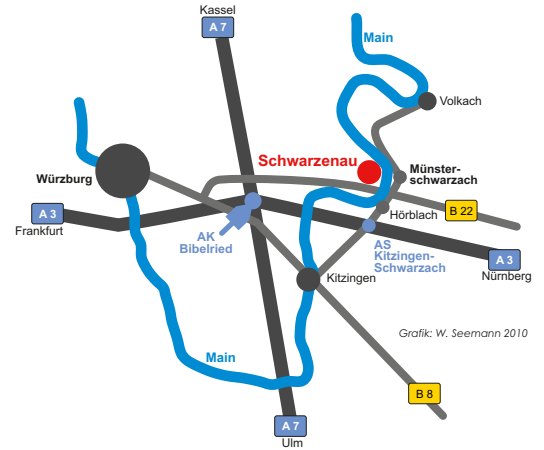 Kassel
A 7
Main
Volkach
Schwarzenau
Münster-
schwarzach
Würzburg
A 3
Frankfurt
Hörblach
B 22
AK
Bibelried
AS
Kitzingen-
Schwarzach
A 3
Nürnberg
Kitzingen
Grafik: W. Seemann 2010
Main
B 8
A 7
Ulm